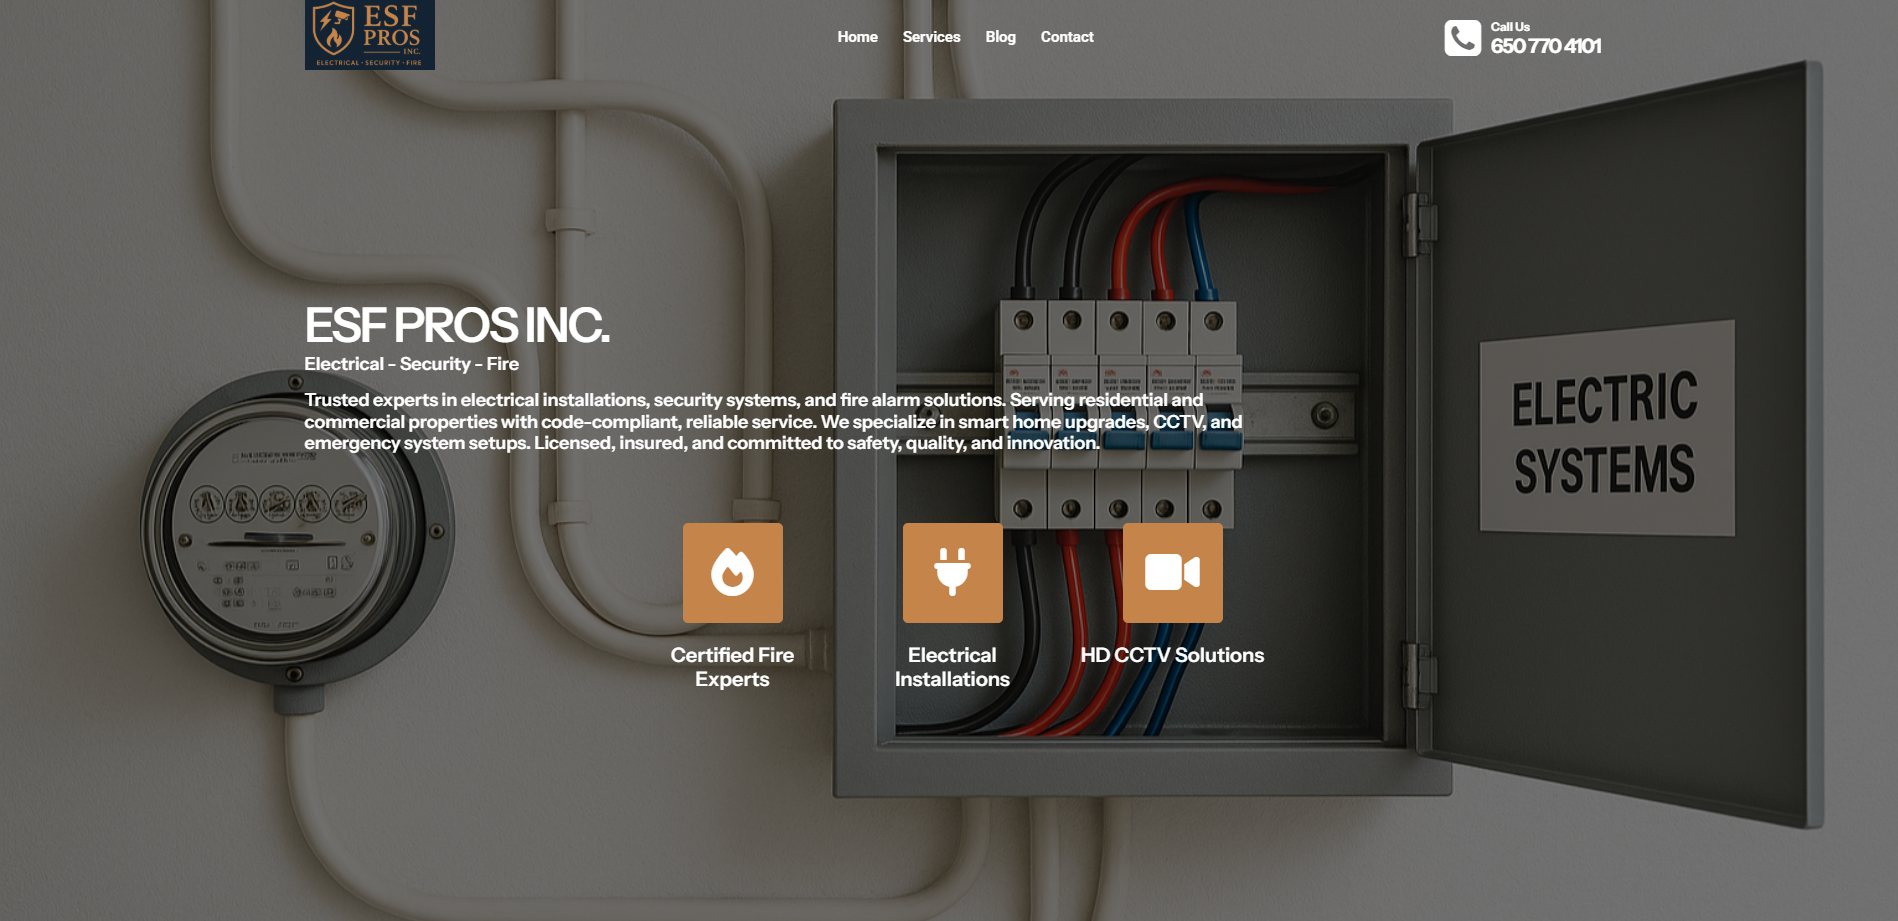 ESF
PROS
INC.
ELECTRICAL · SECURITY · FIRE
Home Services Blog Contact
Call Us
650 770 4101
ESF PROS INC.
Electrical - Security - Fire
Trusted experts in electrical installations, security systems, and fire alarm solutions. Serving residential and
commercial properties with code-compliant, reliable service. We specialize in smart home upgrades, CCTV, and
emergency system setups. Licensed, insured, and committed to safety, quality, and innovation.
ELECTRIC
SYSTEMS
Certified Fire
Experts
Electrical
Installations
HD CCTV Solutions